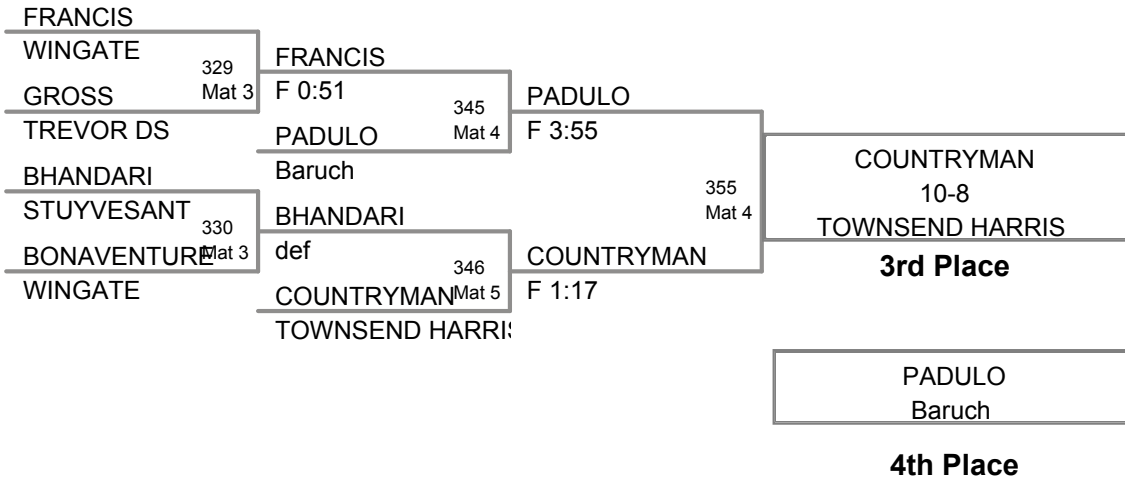 FRANCIS
WINGATE
329
Mat 3
GROSS
TREVOR DS
FRANCIS
F 0:51
345
Mat 4
PADULO
Baruch
PADULO
F 3:55
BHANDARI
STUYVESANT
330
Mat 3
BONAVENTURE
WINGATE
BHANDARI
def
346
Mat 5
COUNTRYMAN
TOWNSEND HARRIS
COUNTRYMAN
F 1:17
355
Mat 4
COUNTRYMAN
10-8
TOWNSEND HARRIS
3rd Place
PADULO
Baruch
4th Place